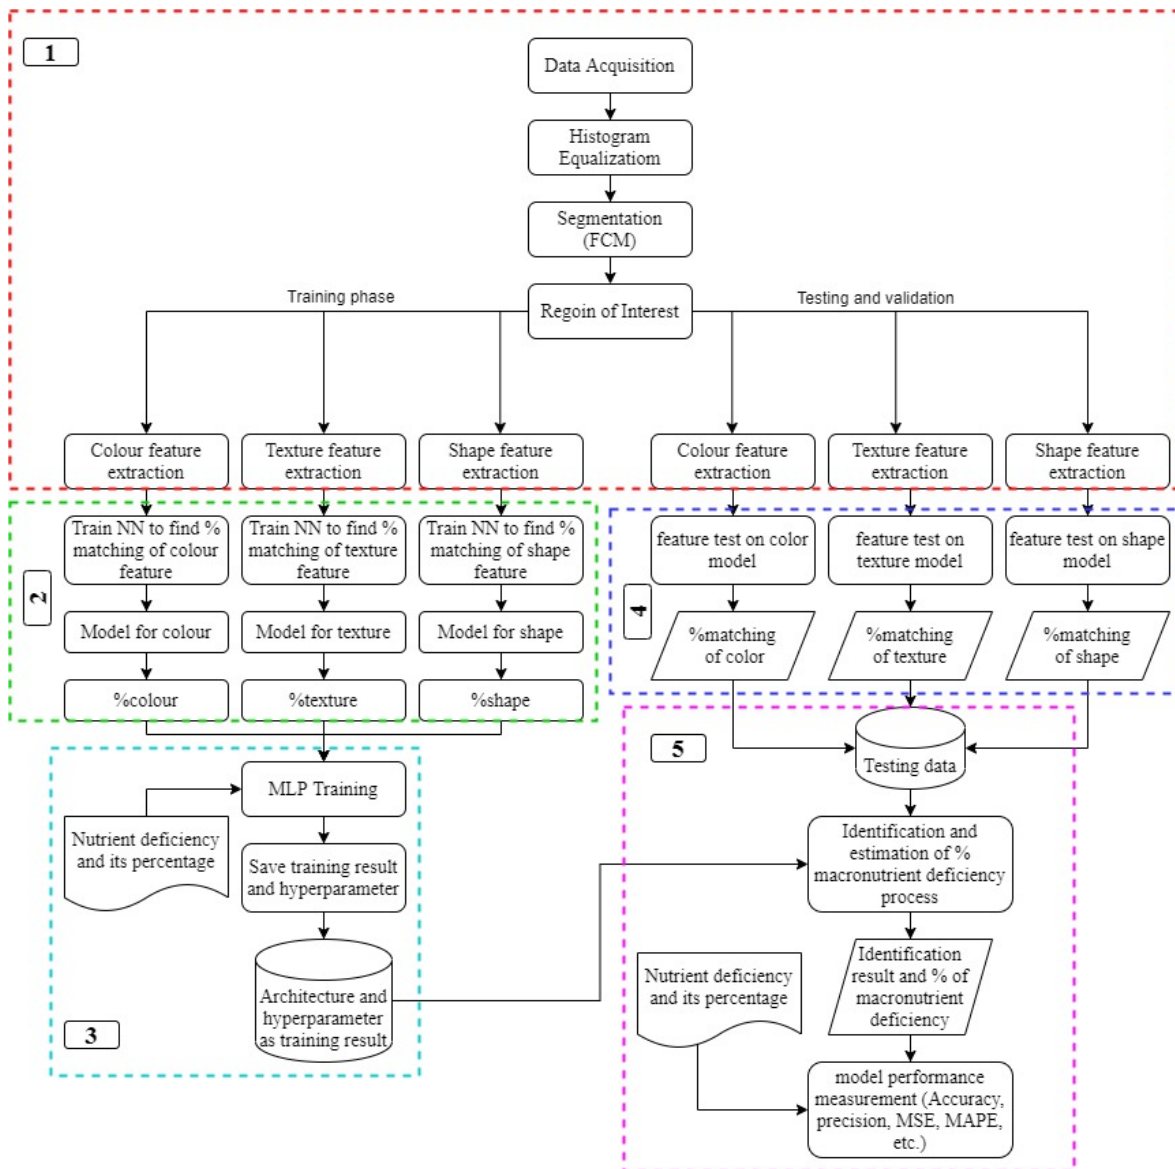 1
Data Acquisition
Histogram
Equalizatiom
Segmentation
(FCM)
Training phase
Regoin of Interest
Testing and validation
Colour feature
extraction
Texture feature
extraction
Shape feature
extraction
Colour feature
extraction
Texture feature
extraction
Shape feature
extraction
2
Train NN to find %
matching of colour
feature
Train NN to find %
matching of texture
feature
Train NN to find %
matching of shape
feature
Model for colour
Model for texture
Model for shape
%colour
%texture
%shape
4
feature test on color
model
feature test on
texture model
feature test on shape
model
%matching
of color
%matching
of texture
%matching
of shape
3
MLP Training
Nutrient deficiency
and its percentage
Save training result
and hyperparameter
Architecture and
hyperparameter
as training result
5
Testing data
Identification and
estimation of %
macronutrient deficiency
process
Identification
result and % of
macronutrient
deficiency
Nutrient deficiency
and its percentage
model performance
measurement (Accuracy,
precision, MSE, MAPE,
etc.)